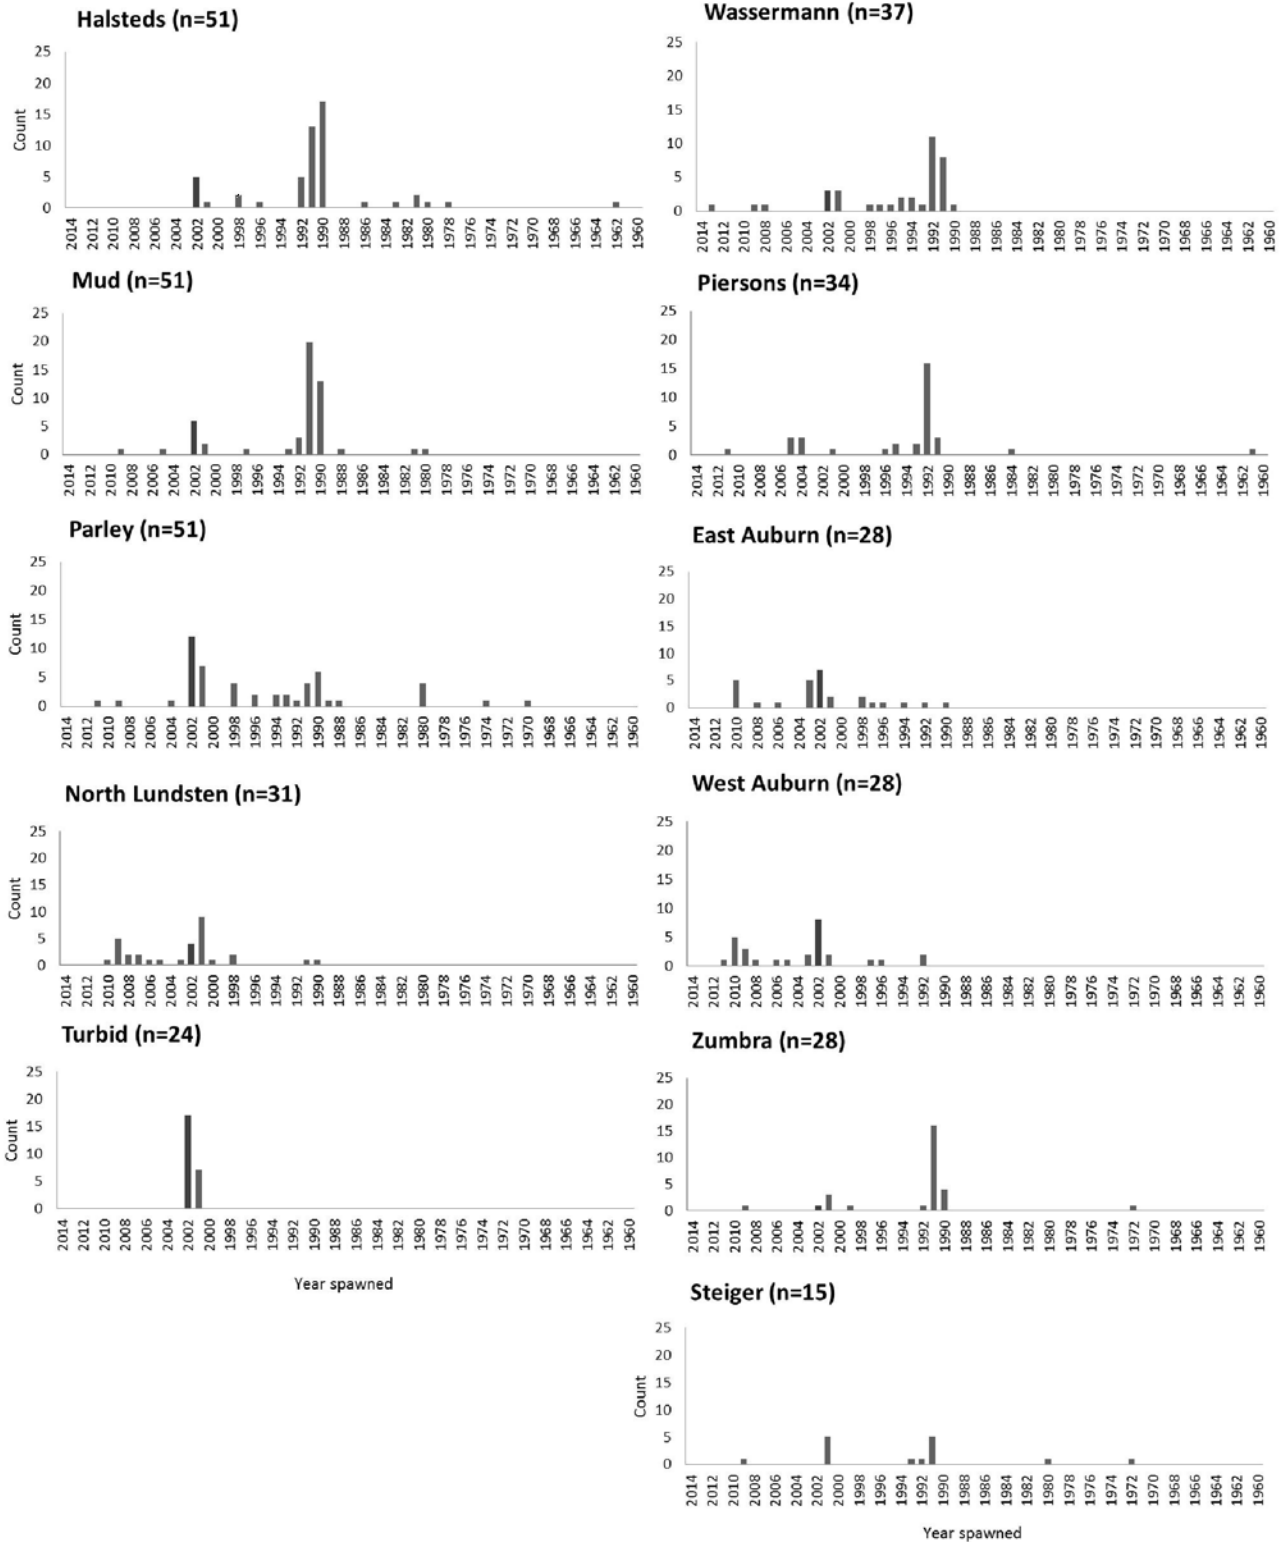 Halsteds (n=51)
25
20
15
10
5
0
Count
2014 2012 2010 2008 2006 2004 2002 2000 1998 1996 1994 1992 1990 1988 1986 1984 1982 1980 1978 1976 1974 1972 1970 1968 1966 1964 1962 1960
Mud (n=51)
25
20
15
10
5
0
Count
2014 2012 2010 2008 2006 2004 2002 2000 1998 1996 1994 1992 1990 1988 1986 1984 1982 1980 1978 1976 1974 1972 1970 1968 1966 1964 1962 1960
Parley (n=51)
25
20
15
10
5
0
Count
2014 2012 2010 2008 2006 2004 2002 2000 1998 1996 1994 1992 1990 1988 1986 1984 1982 1980 1978 1976 1974 1972 1970 1968 1966 1964 1962 1960
North Lundsten (n=31)
25
20
15
10
5
0
Count
2014 2012 2010 2008 2006 2004 2002 2000 1998 1996 1994 1992 1990 1988 1986 1984 1982 1980 1978 1976 1974 1972 1970 1968 1966 1964 1962 1960
Turbid (n=24)
25
20
15
10
5
0
Count
2014 2012 2010 2008 2006 2004 2002 2000 1998 1996 1994 1992 1990 1988 1986 1984 1982 1980 1978 1976 1974 1972 1970 1968 1966 1964 1962 1960
Year spawned
Wassermann (n=37)
25
20
15
10
5
0
2014 2012 2010 2008 2006 2004 2002 2000 1998 1996 1994 1992 1990 1988 1986 1984 1982 1980 1978 1976 1974 1972 1970 1968 1966 1964 1962 1960
Piersons (n=34)
25
20
15
10
5
0
2014 2012 2010 2008 2006 2004 2002 2000 1998 1996 1994 1992 1990 1988 1986 1984 1982 1980 1978 1976 1974 1972 1970 1968 1966 1964 1962 1960
East Auburn (n=28)
25
20
15
10
5
0
2014 2012 2010 2008 2006 2004 2002 2000 1998 1996 1994 1992 1990 1988 1986 1984 1982 1980 1978 1976 1974 1972 1970 1968 1966 1964 1962 1960
West Auburn (n=28)
25
20
15
10
5
0
2014 2012 2010 2008 2006 2004 2002 2000 1998 1996 1994 1992 1990 1988 1986 1984 1982 1980 1978 1976 1974 1972 1970 1968 1966 1964 1962 1960
Zumbra (n=28)
25
20
15
10
5
0
2014 2012 2010 2008 2006 2004 2002 2000 1998 1996 1994 1992 1990 1988 1986 1984 1982 1980 1978 1976 1974 1972 1970 1968 1966 1964 1962 1960
Steiger (n=15)
25
20
15
10
5
0
Count
2014 2012 2010 2008 2006 2004 2002 2000 1998 1996 1994 1992 1990 1988 1986 1984 1982 1980 1978 1976 1974 1972 1970 1968 1966 1964 1962 1960
Year spawned